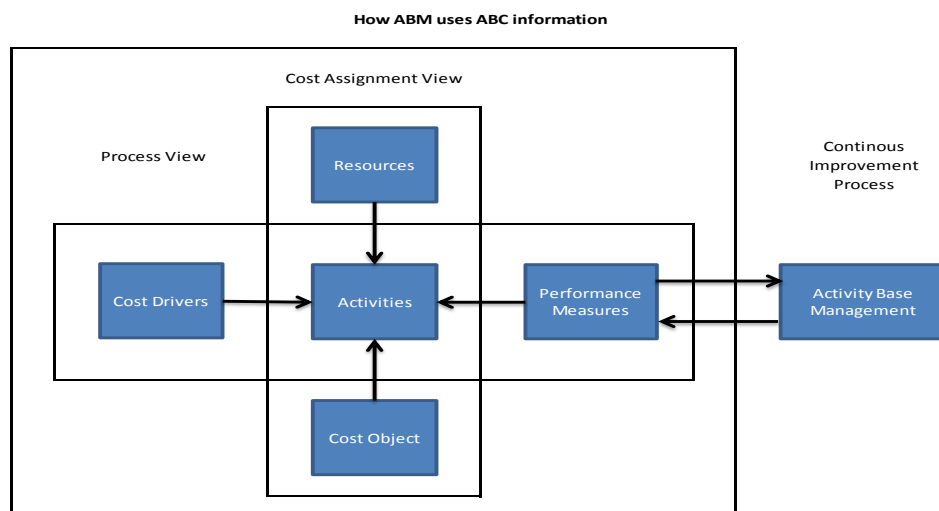 How ABM uses ABC information
Cost Assignment View
Process View
Resources
Continous
Improvement
Process
Cost Drivers
Activities
Performance
Measures
Activity Base
Management
Cost Object